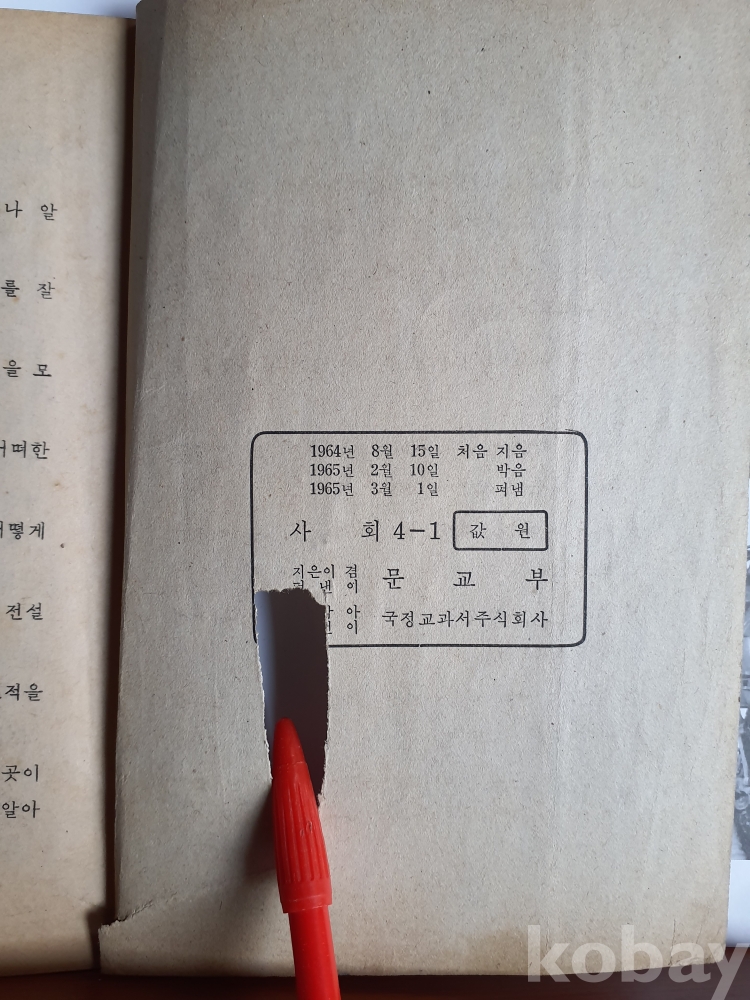 나 알
를 잘
을 모
떠한
떻게
전설
적을
곳이
알아
1964년 8월 15일 처음 지음
1965년 2월 10일 박음
1965년 3월 1일 펴냄
사 회 4-1 값 원
지은이 겸
펴 낸 이 문 교 부
아
이 국정교과서주식회사
kobay